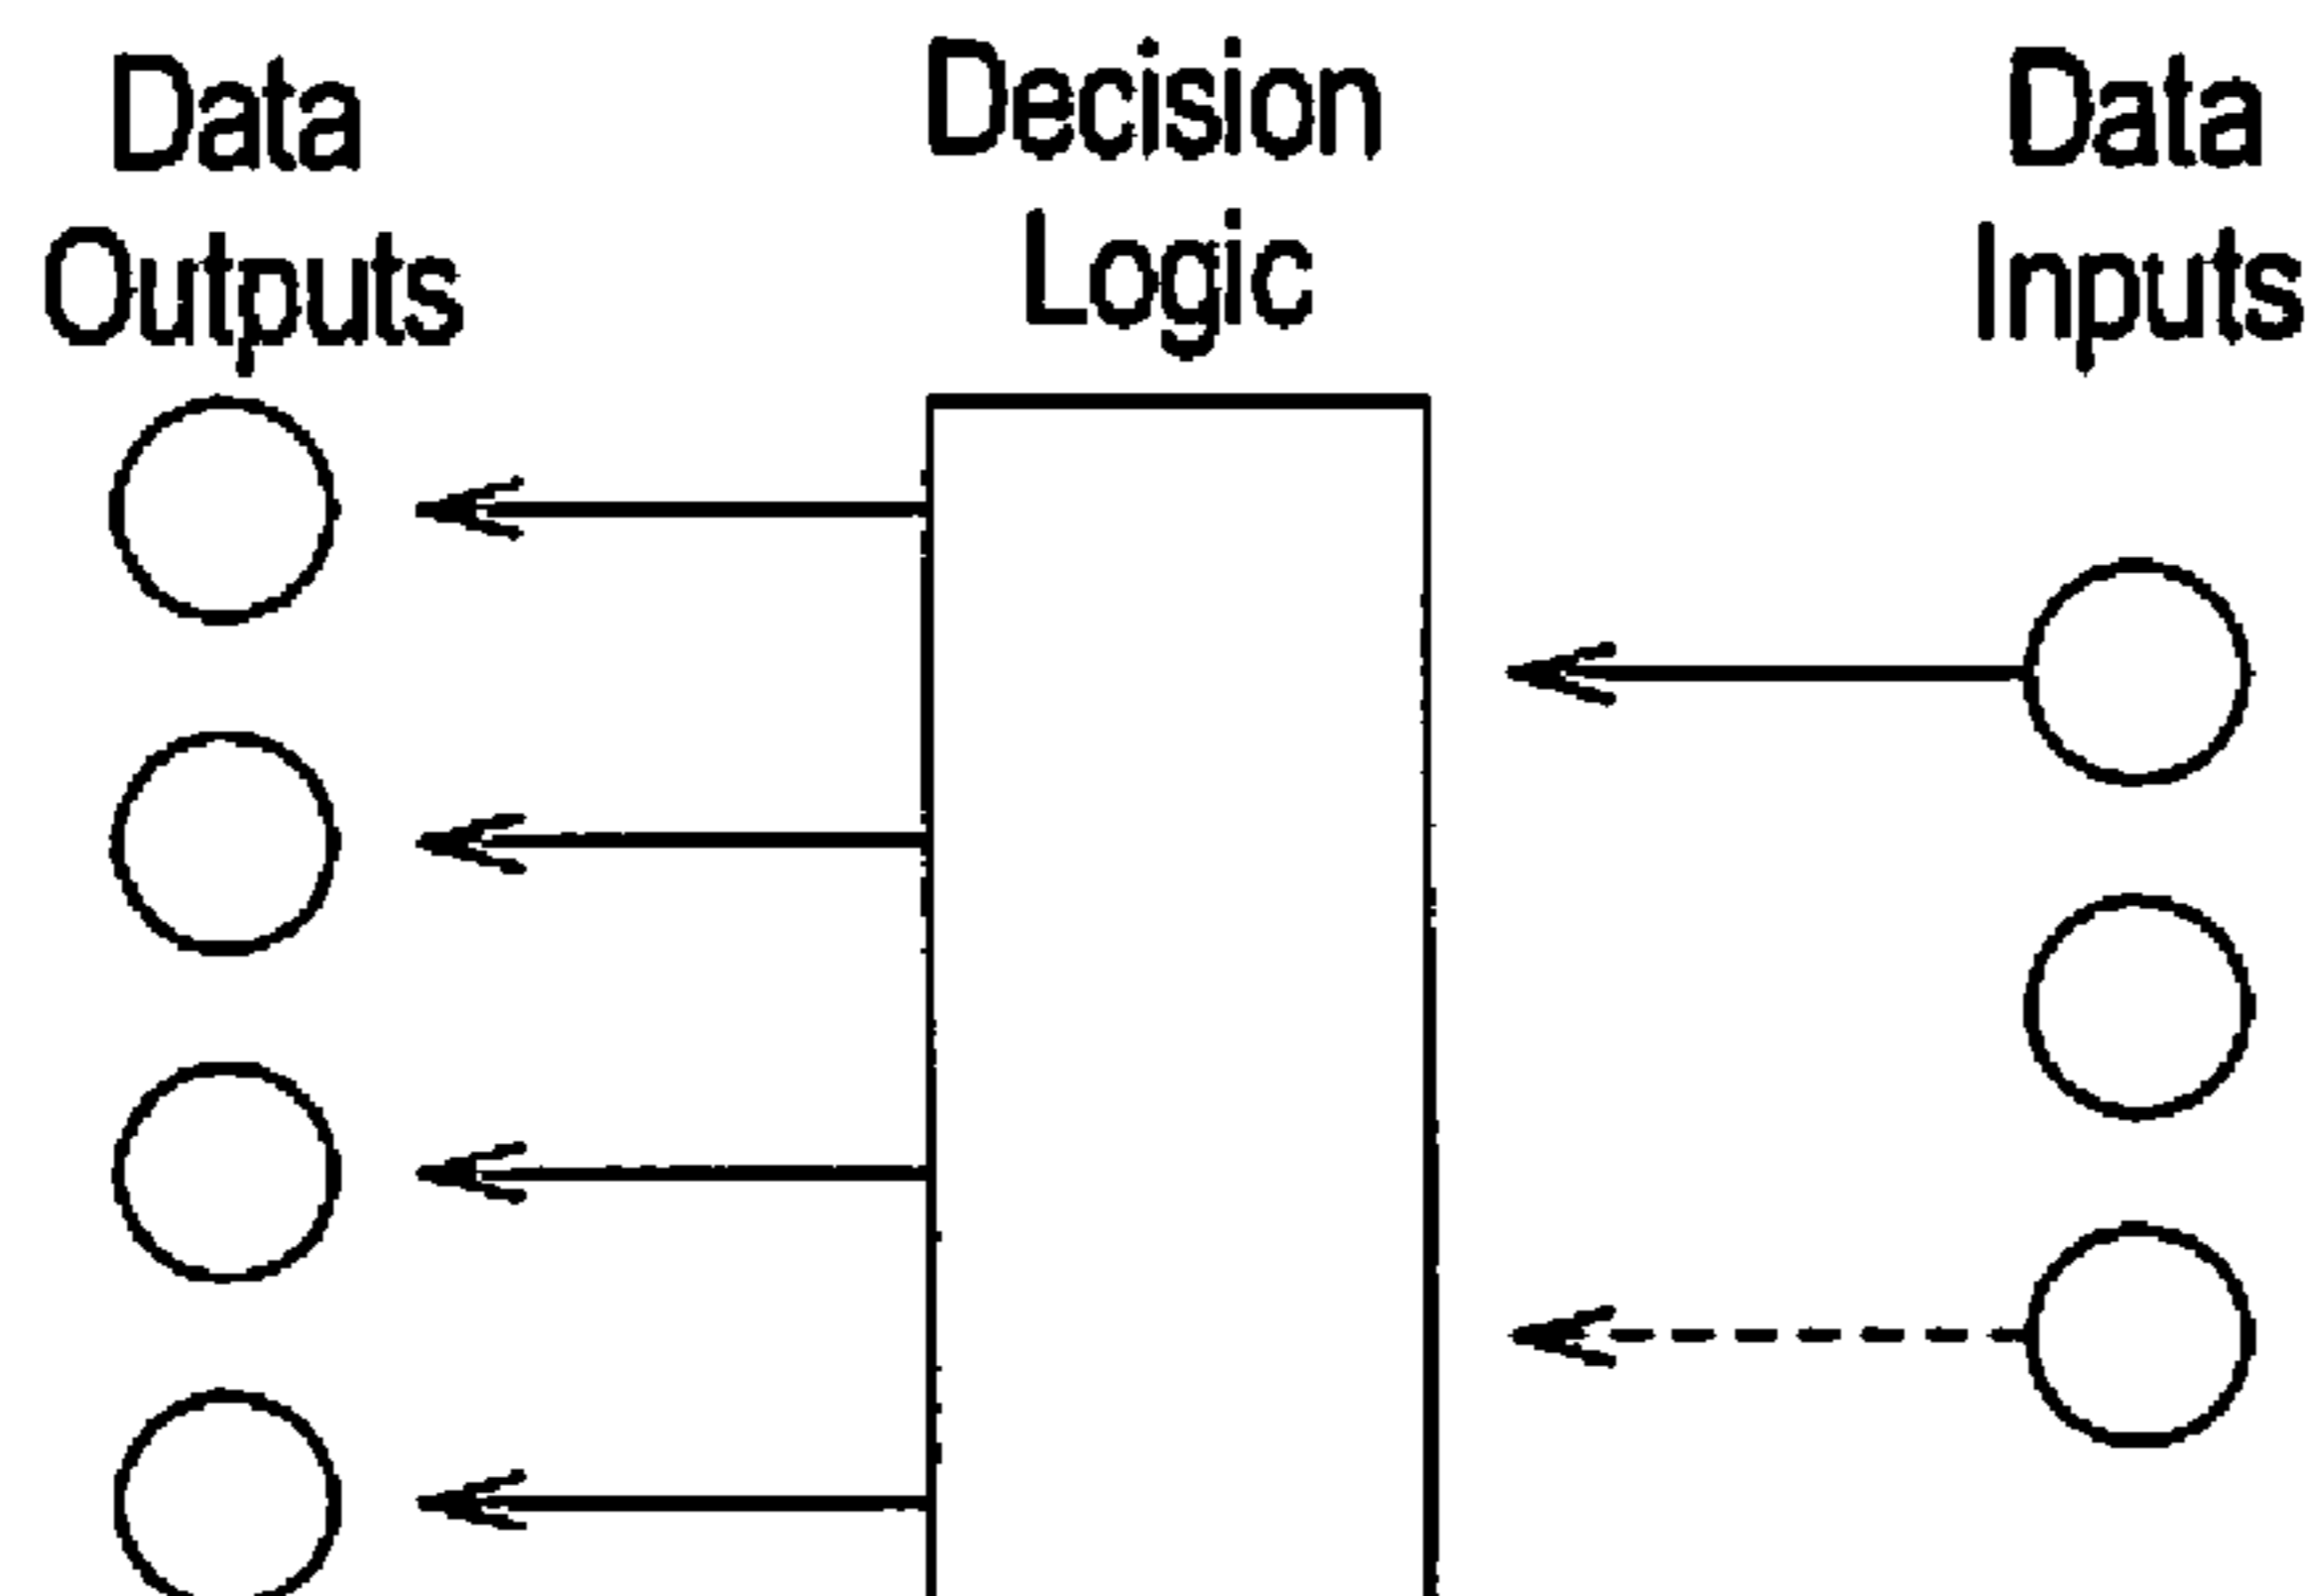 Data
Outputs
Decision
Logic
Data
Inputs